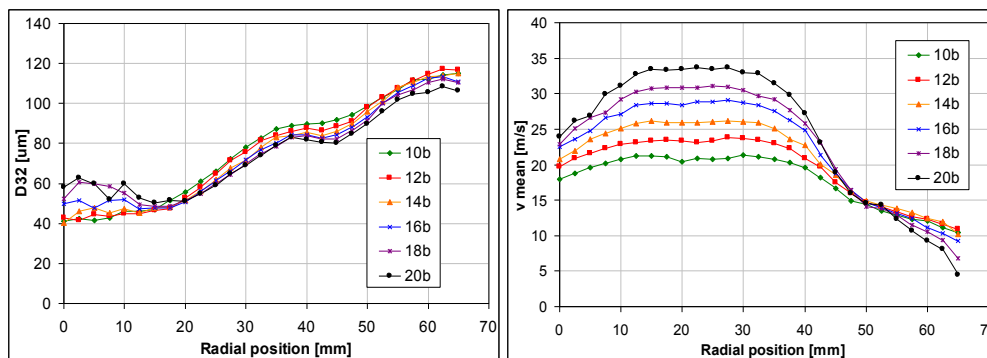 D32 [um]
140
120
100
80
60
40
20
0
10b
12b
14b
16b
18b
20b
0 10 20 30 40 50 60 70
Radial position [mm]
v mean [m/s]
40
35
30
25
20
15
10
5
0
10b
12b
14b
16b
18b
20b
0 10 20 30 40 50 60 70
Radial position [mm]